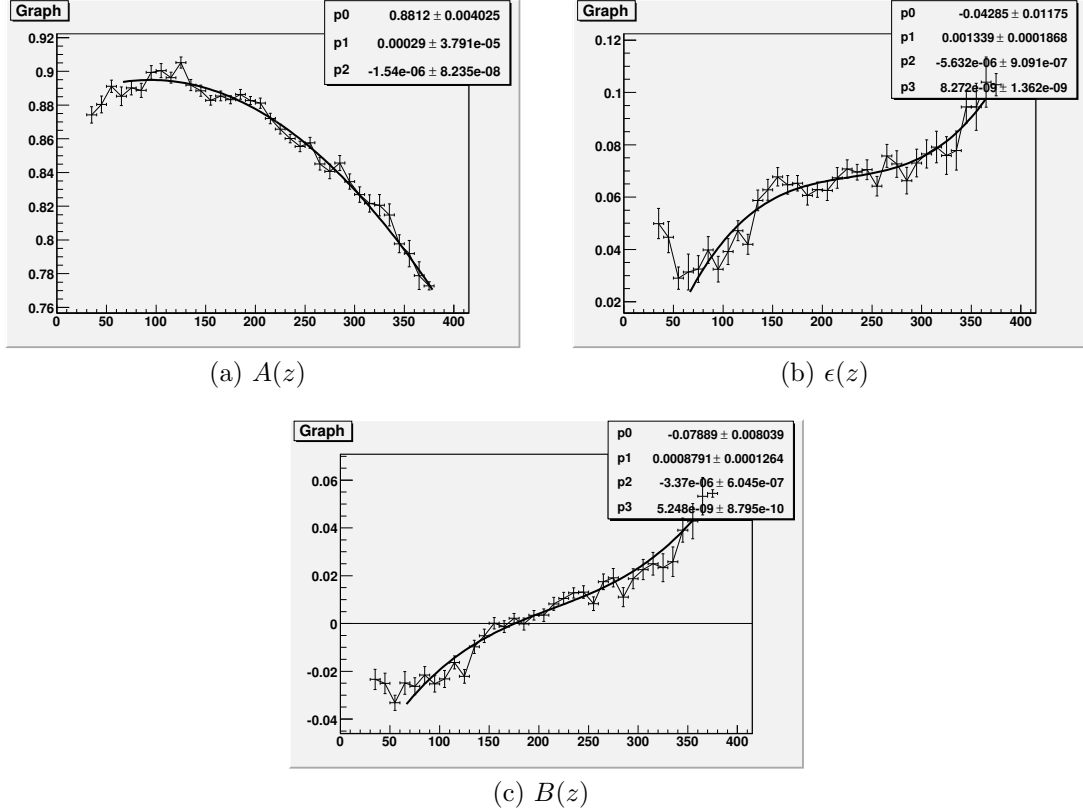 Graph
p0 0.8812 ± 0.004025
p1 0.00029 ± 3.791e-05
p2 -1.54e-06 ± 8.235e-08
0.92
0.9
0.88
0.86
0.84
0.82
0.8
0.78
0.76
0 50 100 150 200 250 300 350 400
(a) A(z)
Graph
p0 -0.04285 ± 0.01175
p1 0.001339 ± 0.0001868
p2 -5.632e-06 ± 9.091e-07
p3 8.272e-09 ± 1.362e-09
0.12
0.1
0.08
0.06
0.04
0.02
0 50 100 150 200 250 300 350 400
(b) ϵ(z)
Graph
p0 -0.07889 ± 0.008039
p1 0.0008791 ± 0.0001264
p2 -3.37e-06 ± 6.045e-07
p3 5.248e-09 ± 8.795e-10
0.06
0.04
0.02
0
-0.02
-0.04
0 50 100 150 200 250 300 350 400
(c) B(z)